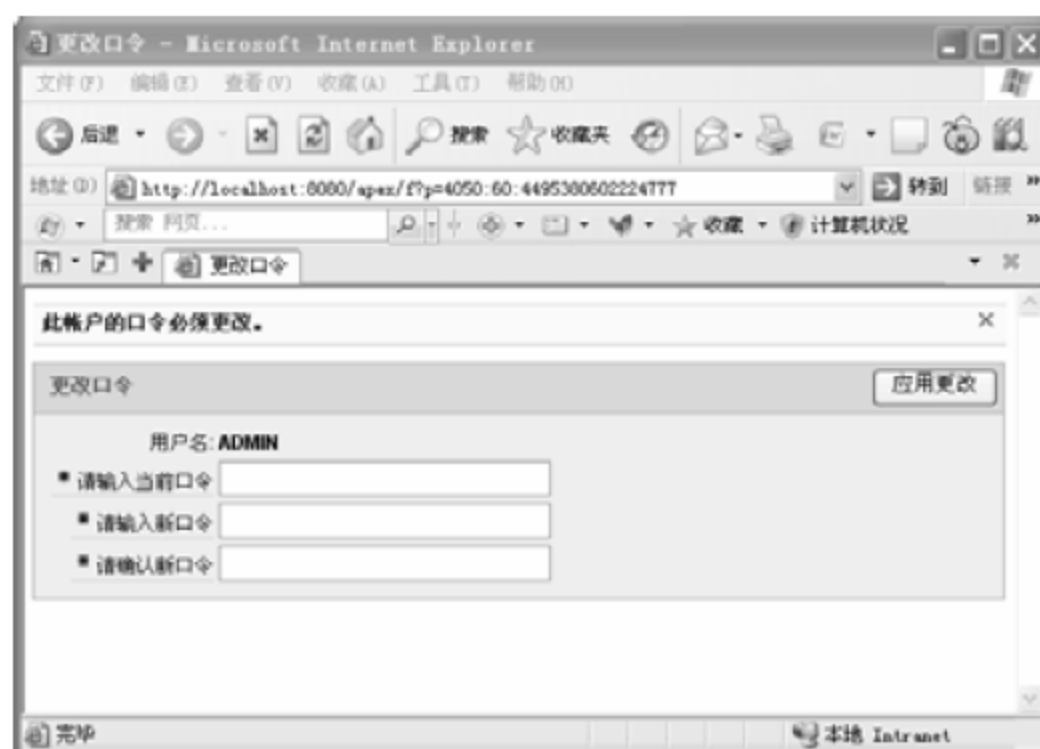 更改口令 - Microsoft Internet Explorer
文件(F) 编辑(E) 查看(V) 收藏(A) 工具(T) 帮助(H)
后退 搜索 收藏夹
地址(D) http://localhost:8080/apex/f?p=4050:60:4495380602224777 转到 链接 »
搜索 网页... 收藏 计算机状况 »
更改口令
此帐户的口令必须更改。
更改口令 应用更改
用户名: ADMIN
请输入当前口令
请输入新口令
请确认新口令
完毕 本地 Intranet